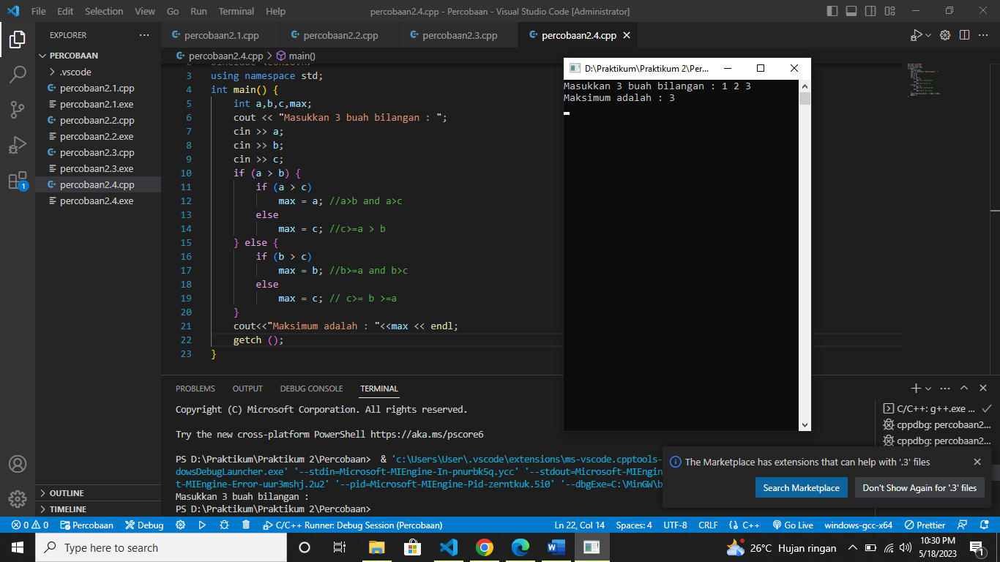 File Edit Selection View Go Run Terminal Help
percobaan2.4.cpp - Percobaan - Visual Studio Code [Administrator]
EXPLORER
PERCOBAAN
.vscode
percobaan2.1.cpp
percobaan2.1.exe
percobaan2.2.cpp
percobaan2.2.exe
percobaan2.3.cpp
percobaan2.3.exe
percobaan2.4.cpp
percobaan2.4.exe
OUTLINE
TIMELINE
1
percobaan2.1.cpp percobaan2.2.cpp percobaan2.3.cpp percobaan2.4.cpp
percobaan2.4.cpp > main()
3 using namespace std;
4 int main() {
5 int a,b,c,max;
6 cout << "Masukkan 3 buah bilangan : ";
7 cin >> a;
8 cin >> b;
9 cin >> c;
10 if (a > b) {
11 if (a > c)
12 max = a; //a>b and a>c
13 else
14 max = c; //c>=a > b
15 } else {
16 if (b > c)
17 max = b; //b>=a and b>c
18 else
19 max = c; // c>= b >=a
20 }
21 cout<<"Maksimum adalah : "<<max << endl;
22 getch ();
23 }
D:\Praktikum\Praktikum 2\Per...
Masukkan 3 buah bilangan : 1 2 3
Maksimum adalah : 3
PROBLEMS OUTPUT DEBUG CONSOLE TERMINAL
Copyright (C) Microsoft Corporation. All rights reserved.
Try the new cross-platform PowerShell https://aka.ms/pscore6
PS D:\Praktikum\Praktikum 2\Percobaan> & 'c:\Users\User\.vscode\extensions\ms-vscode.cpptools-
dowsDebugLauncher.exe' '--stdin=Microsoft-MIEngine-In-pnurbk5q.ycc' '--stdout=Microsoft-MIEngin
t-MIEngine-Error-uur3mshj.2u2' '--pid=Microsoft-MIEngine-Pid-zerntkuk.5i0' '--dbgExe=C:\MinGW\b
Masukkan 3 buah bilangan :
PS D:\Praktikum\Praktikum 2\Percobaan>
C/C++: g++.exe ...
cppdbg: percobaan2...
cppdbg: percobaan2...
The Marketplace has extensions that can help with '.3' files
Search Marketplace Don't Show Again for '.3' files
0 0 Percobaan Debug C/C++ Runner: Debug Session (Percobaan) Ln 22, Col 14 Spaces: 4 UTF-8 CRLF C++ Go Live windows-gcc-x64 Prettier
Type here to search
26°C Hujan ringan
10:30 PM
5/18/2023
1